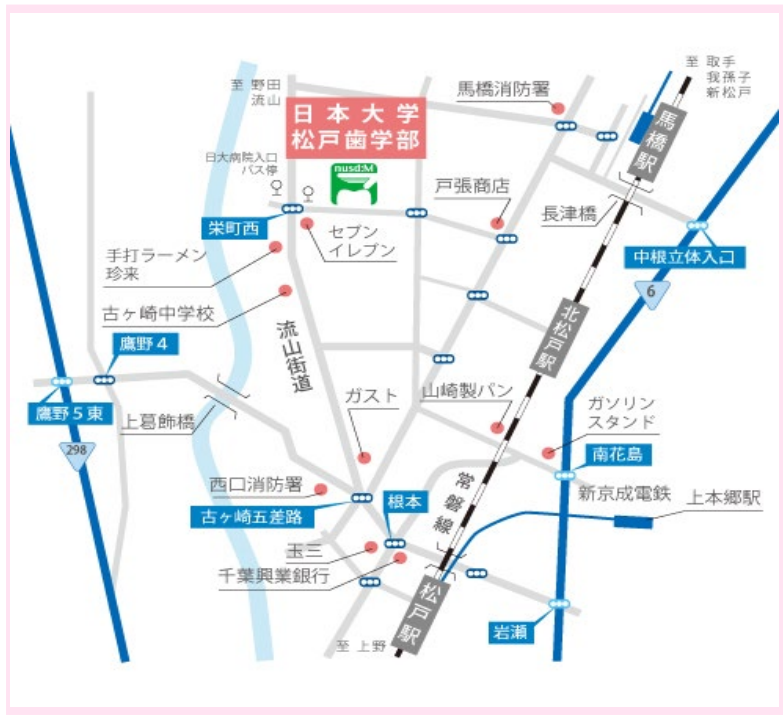 至 取手
我孫子
新松戸
至 野田
流山
馬橋消防署
日本大学
松戸歯学部
馬橋駅
日大病院入口
バス停
M:dsun
戸張商店
長津橋
栄町西
セブン
イレブン
手打ラーメン
珍来
中根立体入口
6
古ヶ崎中学校
流山街道
北松戸駅
鷹野4
ガスト
山崎製パン
ガソリン
スタンド
鷹野5東
上葛飾橋
298
南花島
西口消防署
常磐線
新京成電鉄
上本郷駅
古ヶ崎五差路
根本
玉三
千葉興業銀行
松戸駅
岩瀬
至 上野